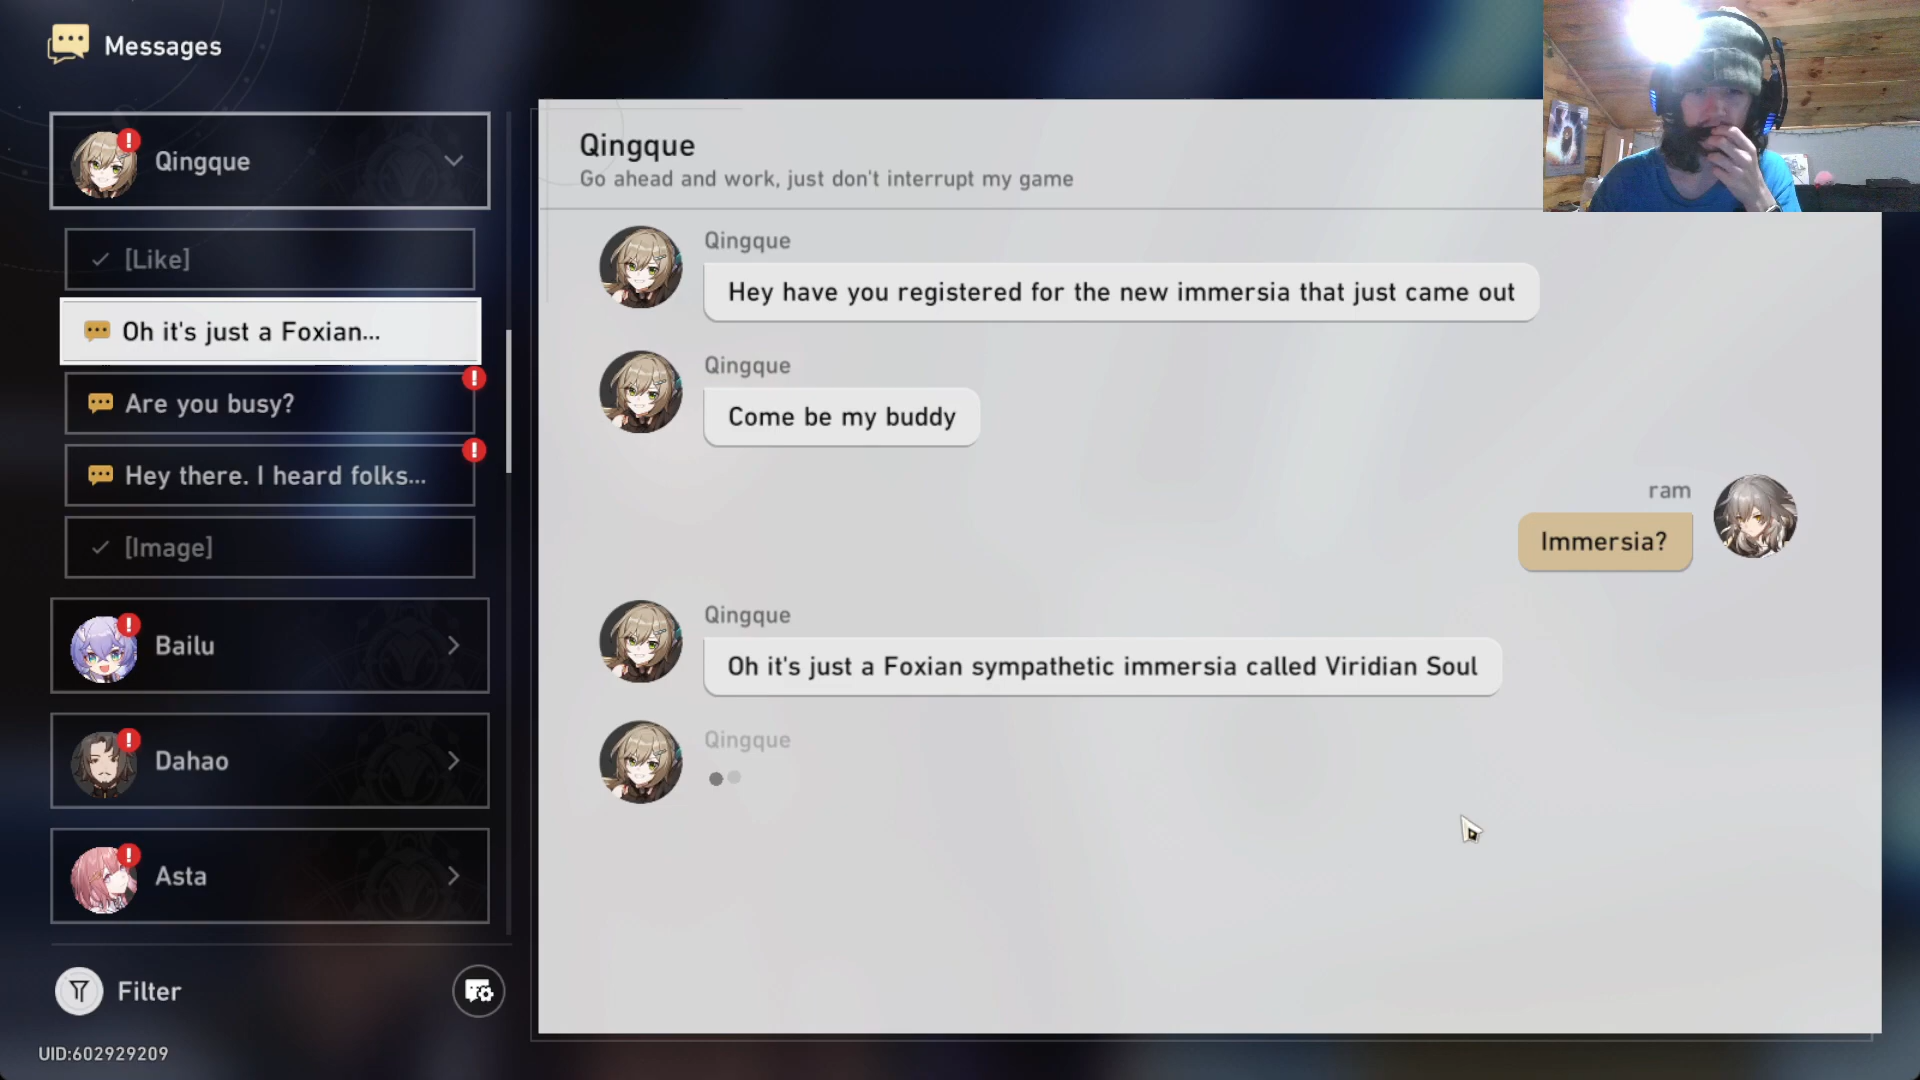 Messages
Qingque
[Like]
Oh it's just a Foxian...
Are you busy?
Hey there. I heard folks...
[Image]
Bailu
Dahao
Asta
Filter
UID:602929209
Qingque
Go ahead and work, just don't interrupt my game
Qingque
Hey have you registered for the new immersia that just came out
Qingque
Come be my buddy
ram
Immersia?
Qingque
Oh it's just a Foxian sympathetic immersia called Viridian Soul
Qingque